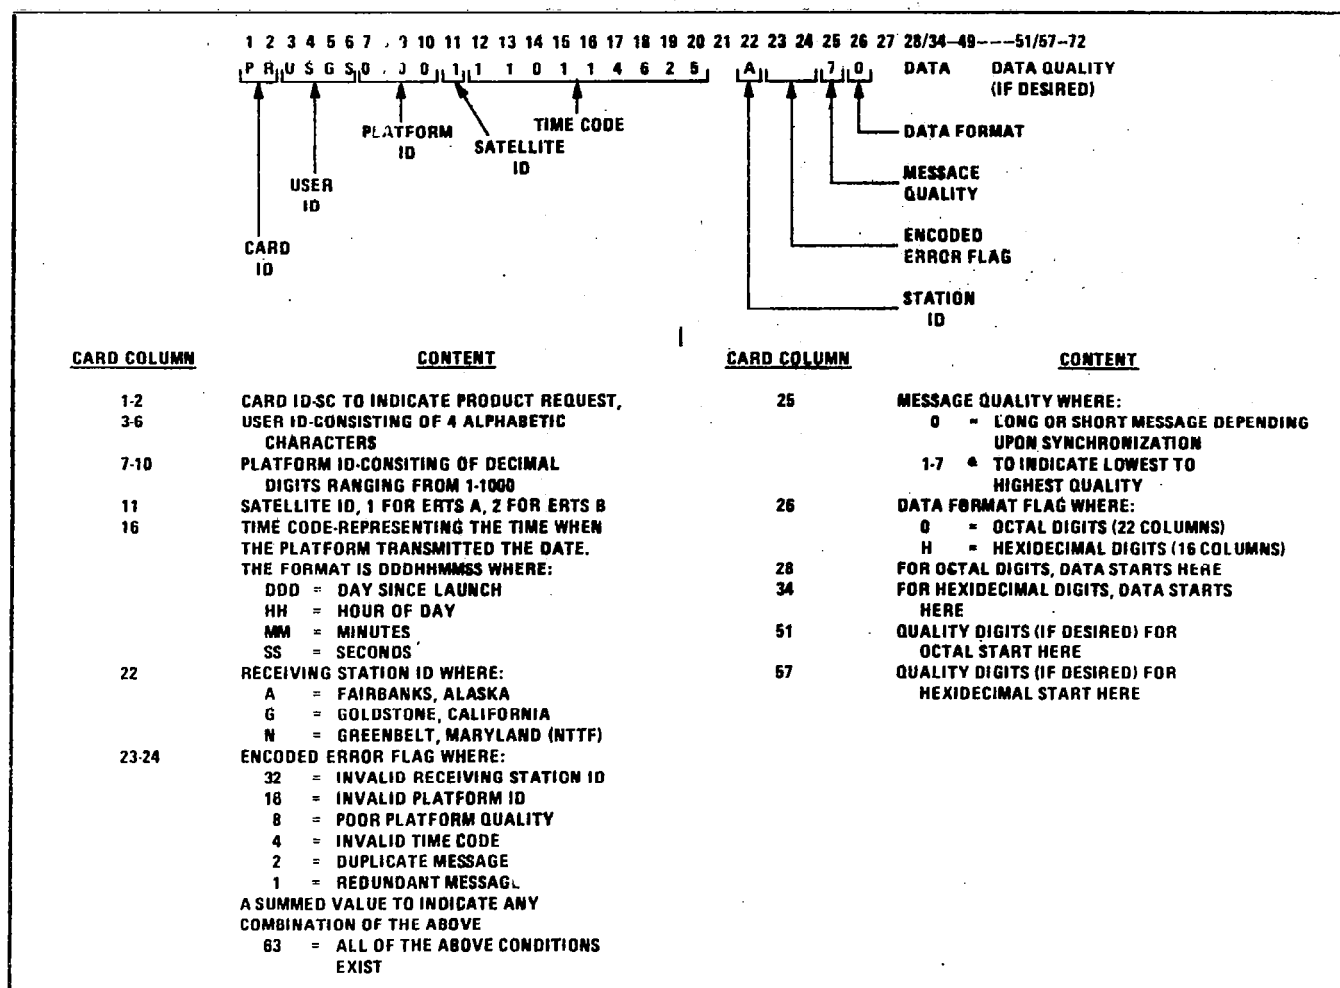 1 2 3 4 5 6 7 9 10 11 12 13 14 15 16 17 18 19 20 21 22 23 24 25 26 27 28/34–49–––51/57–72
P R U S G S 0 0 1 1 1 0 1 1 4 6 2 5 A 7 0 DATA DATA QUALITY
(IF DESIRED)
PLATFORM
ID
SATELLITE
ID
TIME CODE
DATA FORMAT
USER
ID
MESSAGE
QUALITY
CARD
ID
ENCODED
ERROR FLAG
STATION
ID
CARD COLUMN CONTENT
1-2 CARD ID-SC TO INDICATE PRODUCT REQUEST,
3-6 USER ID-CONSISTING OF 4 ALPHABETIC
CHARACTERS
7-10 PLATFORM ID-CONSITING OF DECIMAL
DIGITS RANGING FROM 1-1000
11 SATELLITE ID, 1 FOR ERTS A, 2 FOR ERTS B
16 TIME CODE-REPRESENTING THE TIME WHEN
THE PLATFORM TRANSMITTED THE DATE.
THE FORMAT IS DDDHHMMSS WHERE:
DDD = DAY SINCE LAUNCH
HH = HOUR OF DAY
MM = MINUTES
SS = SECONDS
22 RECEIVING STATION ID WHERE:
A = FAIRBANKS, ALASKA
G = GOLDSTONE, CALIFORNIA
N = GREENBELT, MARYLAND (NTTF)
23-24 ENCODED ERROR FLAG WHERE:
32 = INVALID RECEIVING STATION ID
16 = INVALID PLATFORM ID
8 = POOR PLATFORM QUALITY
4 = INVALID TIME CODE
2 = DUPLICATE MESSAGE
1 = REDUNDANT MESSAGE
A SUMMED VALUE TO INDICATE ANY
COMBINATION OF THE ABOVE
63 = ALL OF THE ABOVE CONDITIONS
EXIST
CARD COLUMN CONTENT
25 MESSAGE QUALITY WHERE:
0 = LONG OR SHORT MESSAGE DEPENDING
UPON SYNCHRONIZATION
1-7 = TO INDICATE LOWEST TO
HIGHEST QUALITY
26 DATA FORMAT FLAG WHERE:
O = OCTAL DIGITS (22 COLUMNS)
H = HEXIDECIMAL DIGITS (16 COLUMNS)
28 FOR OCTAL DIGITS, DATA STARTS HERE
34 FOR HEXIDECIMAL DIGITS, DATA STARTS
HERE
51 QUALITY DIGITS (IF DESIRED) FOR
OCTAL START HERE
57 QUALITY DIGITS (IF DESIRED) FOR
HEXIDECIMAL START HERE